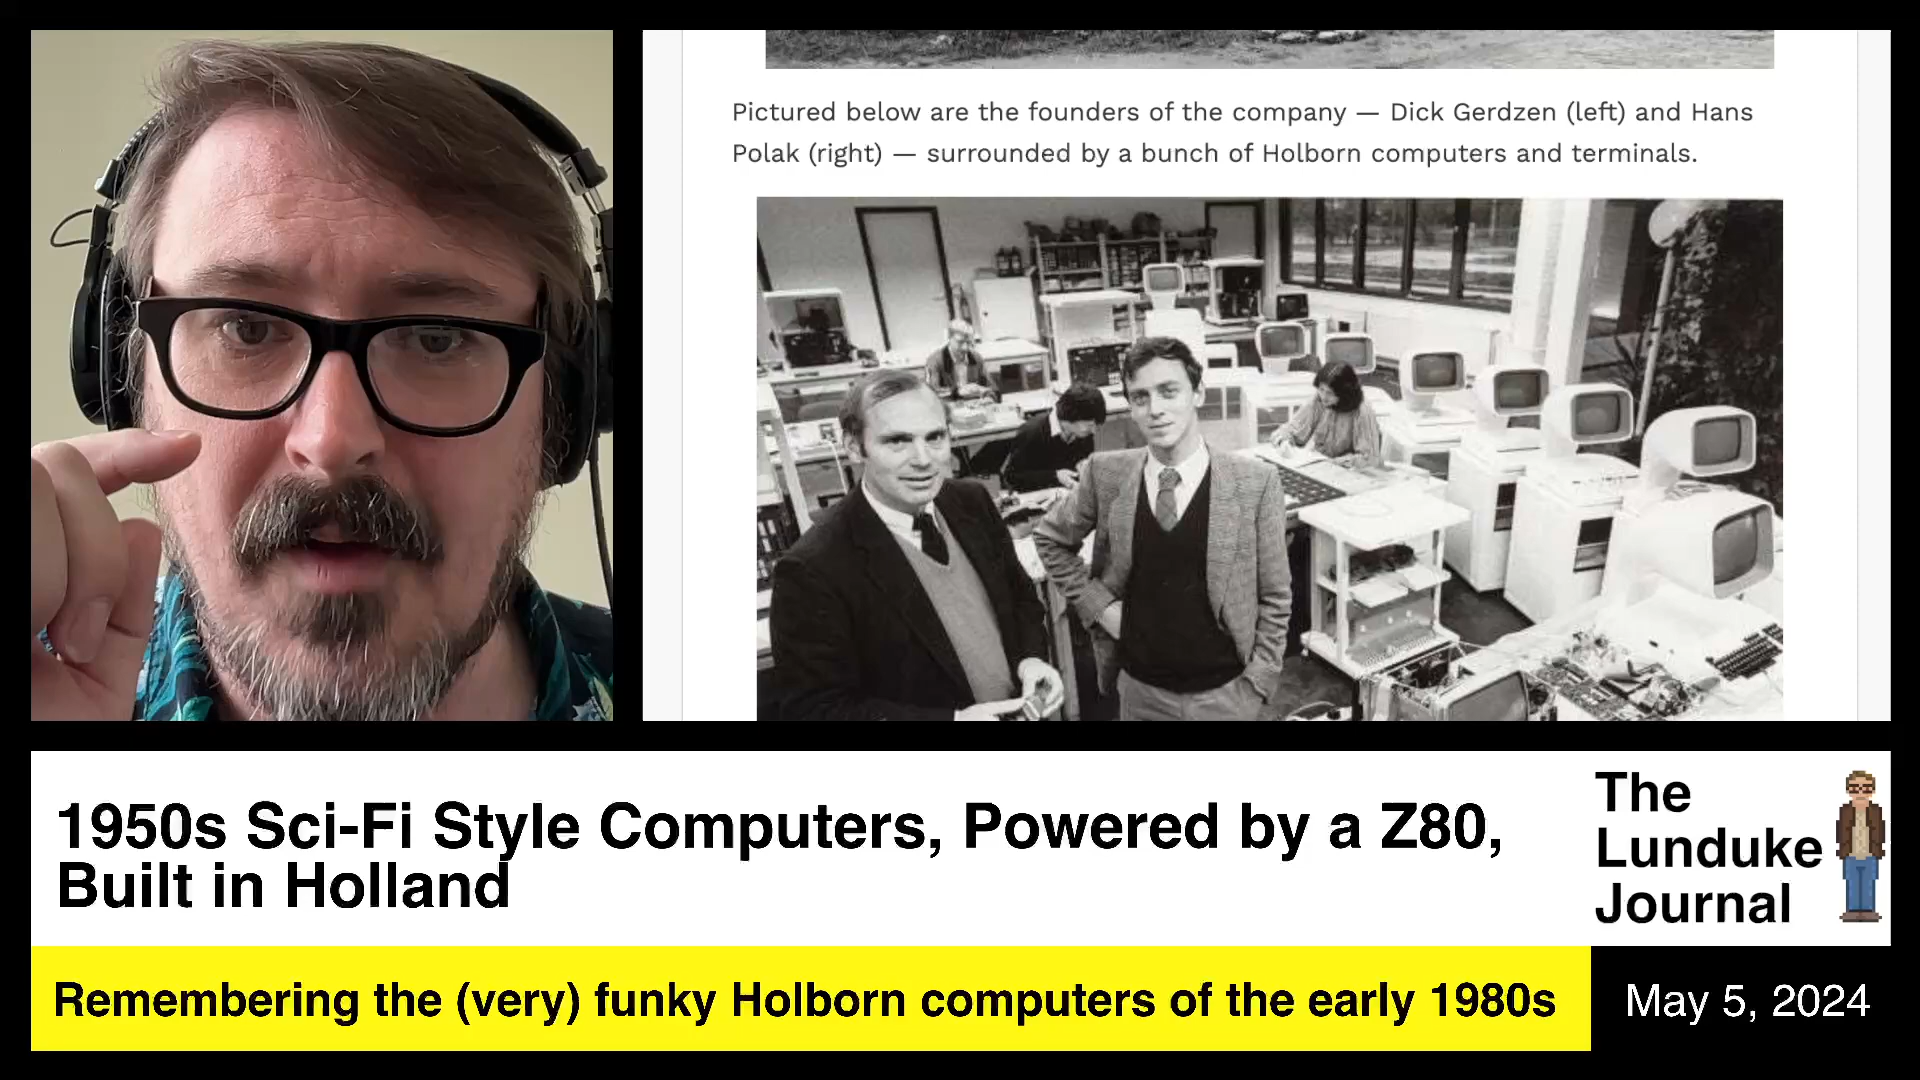 Pictured below are the founders of the company — Dick Gerdzen (left) and Hans
Polak (right) — surrounded by a bunch of Holborn computers and terminals.
1950s Sci-Fi Style Computers, Powered by a Z80,
Built in Holland
The
Lunduke
Journal
Remembering the (very) funky Holborn computers of the early 1980s
May 5, 2024